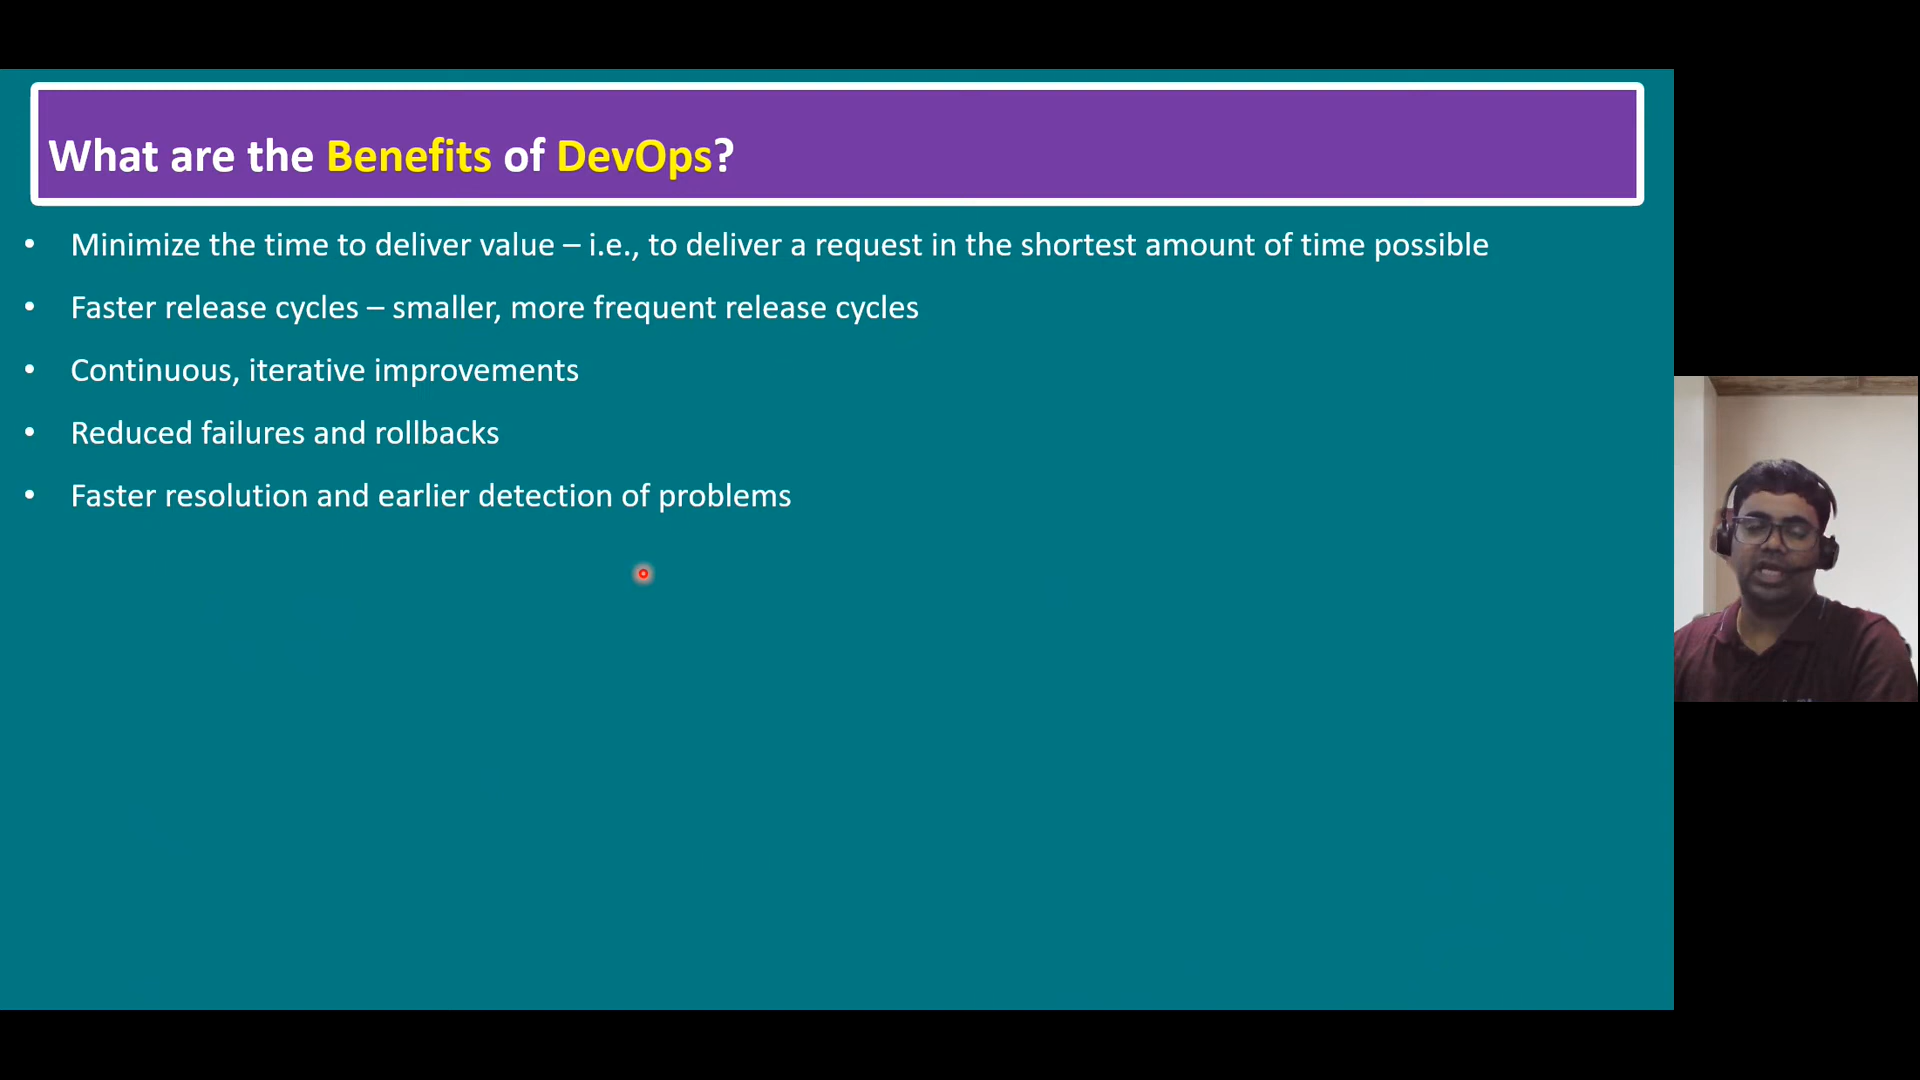 What are the Benefits of DevOps?
• Minimize the time to deliver value – i.e., to deliver a request in the shortest amount of time possible
• Faster release cycles – smaller, more frequent release cycles
• Continuous, iterative improvements
• Reduced failures and rollbacks
• Faster resolution and earlier detection of problems